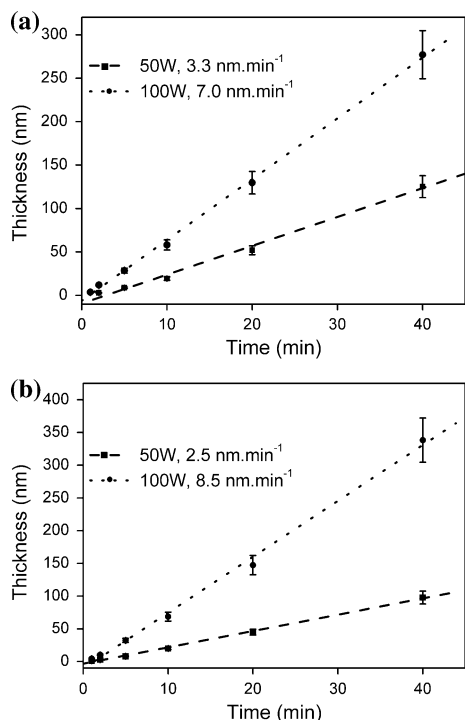 (a)
300
250
200
150
100
50
0
Thickness (nm)
50W, 3.3 nm.min⁻¹
100W, 7.0 nm.min⁻¹
0 10 20 30 40
Time (min)
(b)
400
350
300
250
200
150
100
50
0
Thickness (nm)
50W, 2.5 nm.min⁻¹
100W, 8.5 nm.min⁻¹
0 10 20 30 40
Time (min)